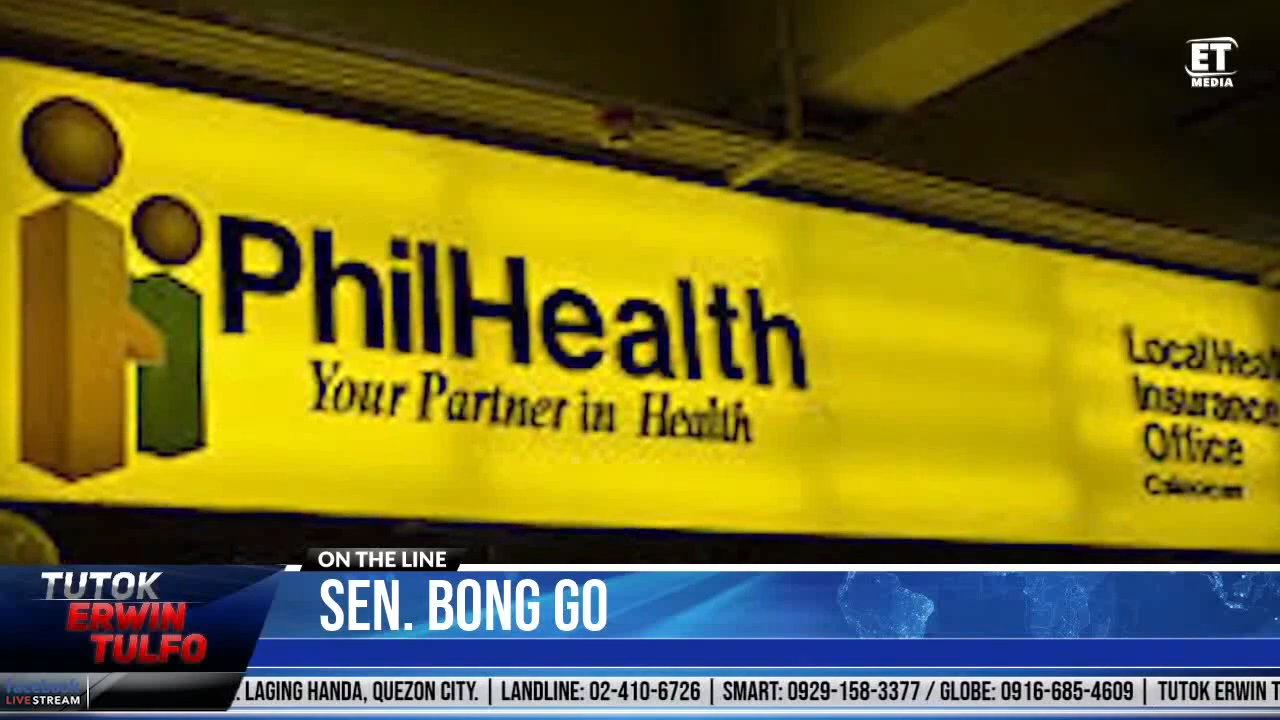 ET
MEDIA
PhilHealth
Your Partner in Health
Local Heal
Insurance
Office
ON THE LINE
SEN. BONG GO
TUTOK
ERWIN
TULFO
facebook
LIVESTREAM
. LAGING HANDA, QUEZON CITY. | LANDLINE: 02-410-6726 | SMART: 0929-158-3377 / GLOBE: 0916-685-4609 | TUTOK ERWIN T